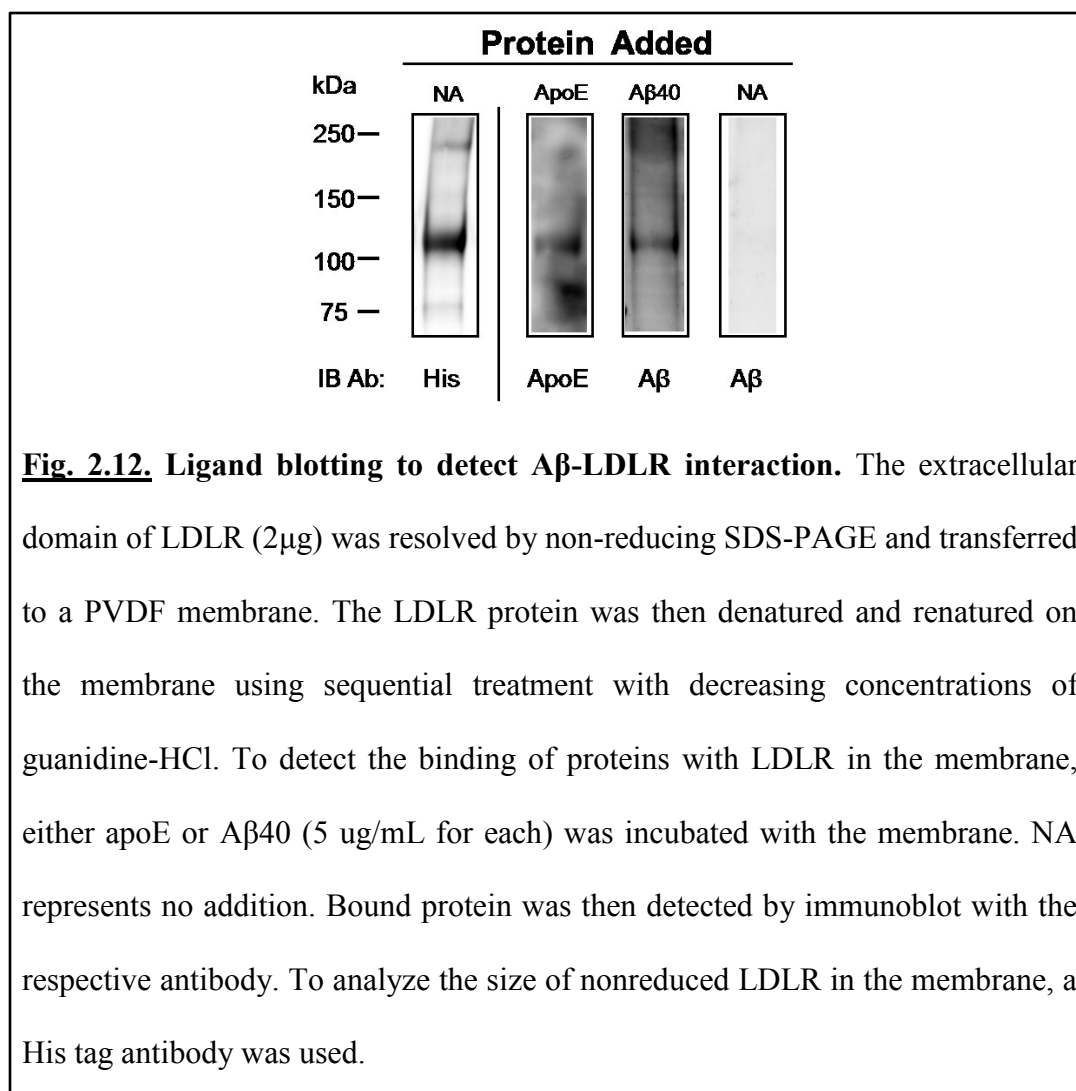 Protein Added
kDa NA ApoE Aβ40 NA
250
150
100
75
IB Ab: His ApoE Aβ Aβ
Fig. 2.12. Ligand blotting to detect Aβ-LDLR interaction. The extracellular
domain of LDLR (2μg) was resolved by non-reducing SDS-PAGE and transferred
to a PVDF membrane. The LDLR protein was then denatured and renatured on
the membrane using sequential treatment with decreasing concentrations of
guanidine-HCl. To detect the binding of proteins with LDLR in the membrane,
either apoE or Aβ40 (5 ug/mL for each) was incubated with the membrane. NA
represents no addition. Bound protein was then detected by immunoblot with the
respective antibody. To analyze the size of nonreduced LDLR in the membrane, a
His tag antibody was used.